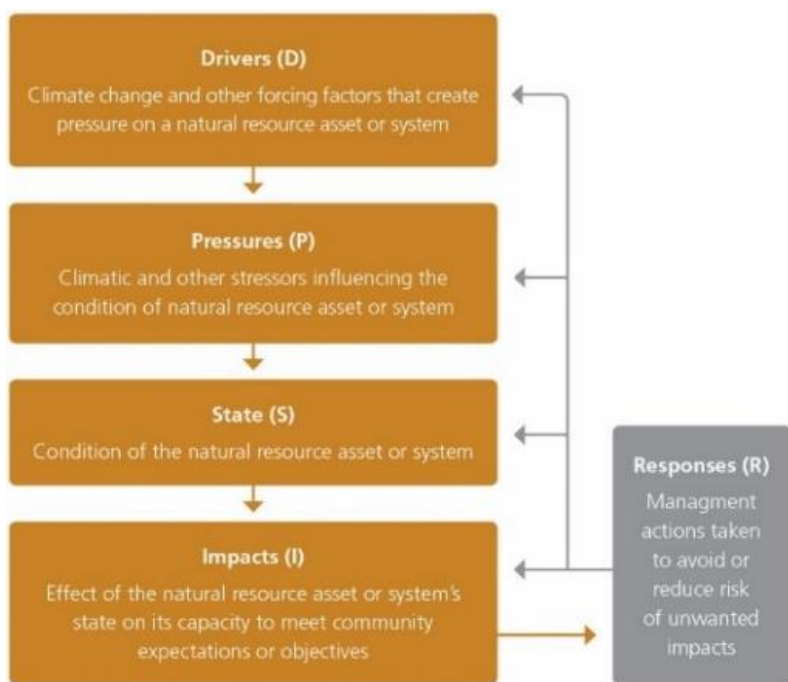 Drivers (D)
Climate change and other forcing factors that create
pressure on a natural resource asset or system
Pressures (P)
Climatic and other stressors influencing the
condition of natural resource asset or system
State (S)
Condition of the natural resource asset or system
Impacts (I)
Effect of the natural resource asset or system's
state on its capacity to meet community
expectations or objectives
Responses (R)
Managment
actions taken
to avoid or
reduce risk
of unwanted
impacts